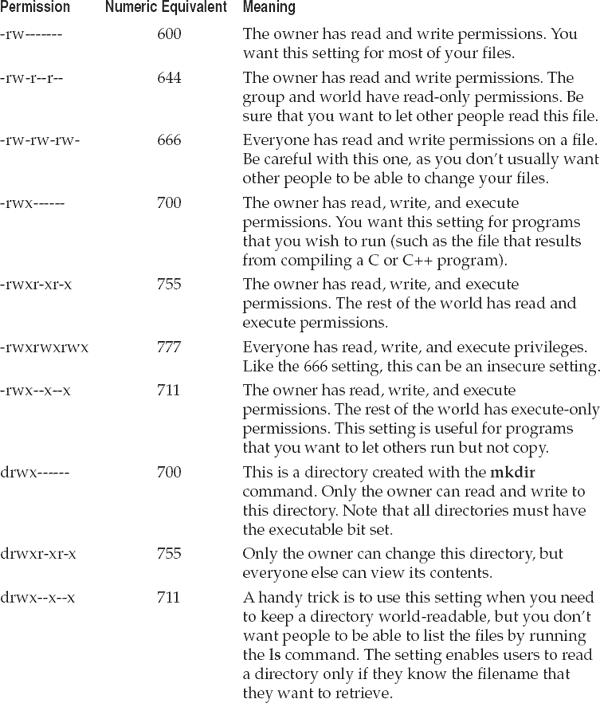 Permission Numeric Equivalent Meaning
-rw------- 600 The owner has read and write permissions. You
want this setting for most of your files.
-rw-r--r-- 644 The owner has read and write permissions. The
group and world have read-only permissions. Be
sure that you want to let other people read this file.
-rw-rw-rw- 666 Everyone has read and write permissions on a file.
Be careful with this one, as you don't usually want
other people to be able to change your files.
-rwx------ 700 The owner has read, write, and execute
permissions. You want this setting for programs
that you wish to run (such as the file that results
from compiling a C or C++ program).
-rwxr-xr-x 755 The owner has read, write, and execute
permissions. The rest of the world has read and
execute permissions.
-rwxrwxrwx 777 Everyone has read, write, and execute privileges.
Like the 666 setting, this can be an insecure setting.
-rwx--x--x 711 The owner has read, write, and execute
permissions. The rest of the world has execute-only
permissions. This setting is useful for programs
that you want to let others run but not copy.
drwx------ 700 This is a directory created with the mkdir
command. Only the owner can read and write to
this directory. Note that all directories must have
the executable bit set.
drwxr-xr-x 755 Only the owner can change this directory, but
everyone else can view its contents.
drwx--x--x 711 A handy trick is to use this setting when you need
to keep a directory world-readable, but you don't
want people to be able to list the files by running
the ls command. The setting enables users to read
a directory only if they know the filename that
they want to retrieve.